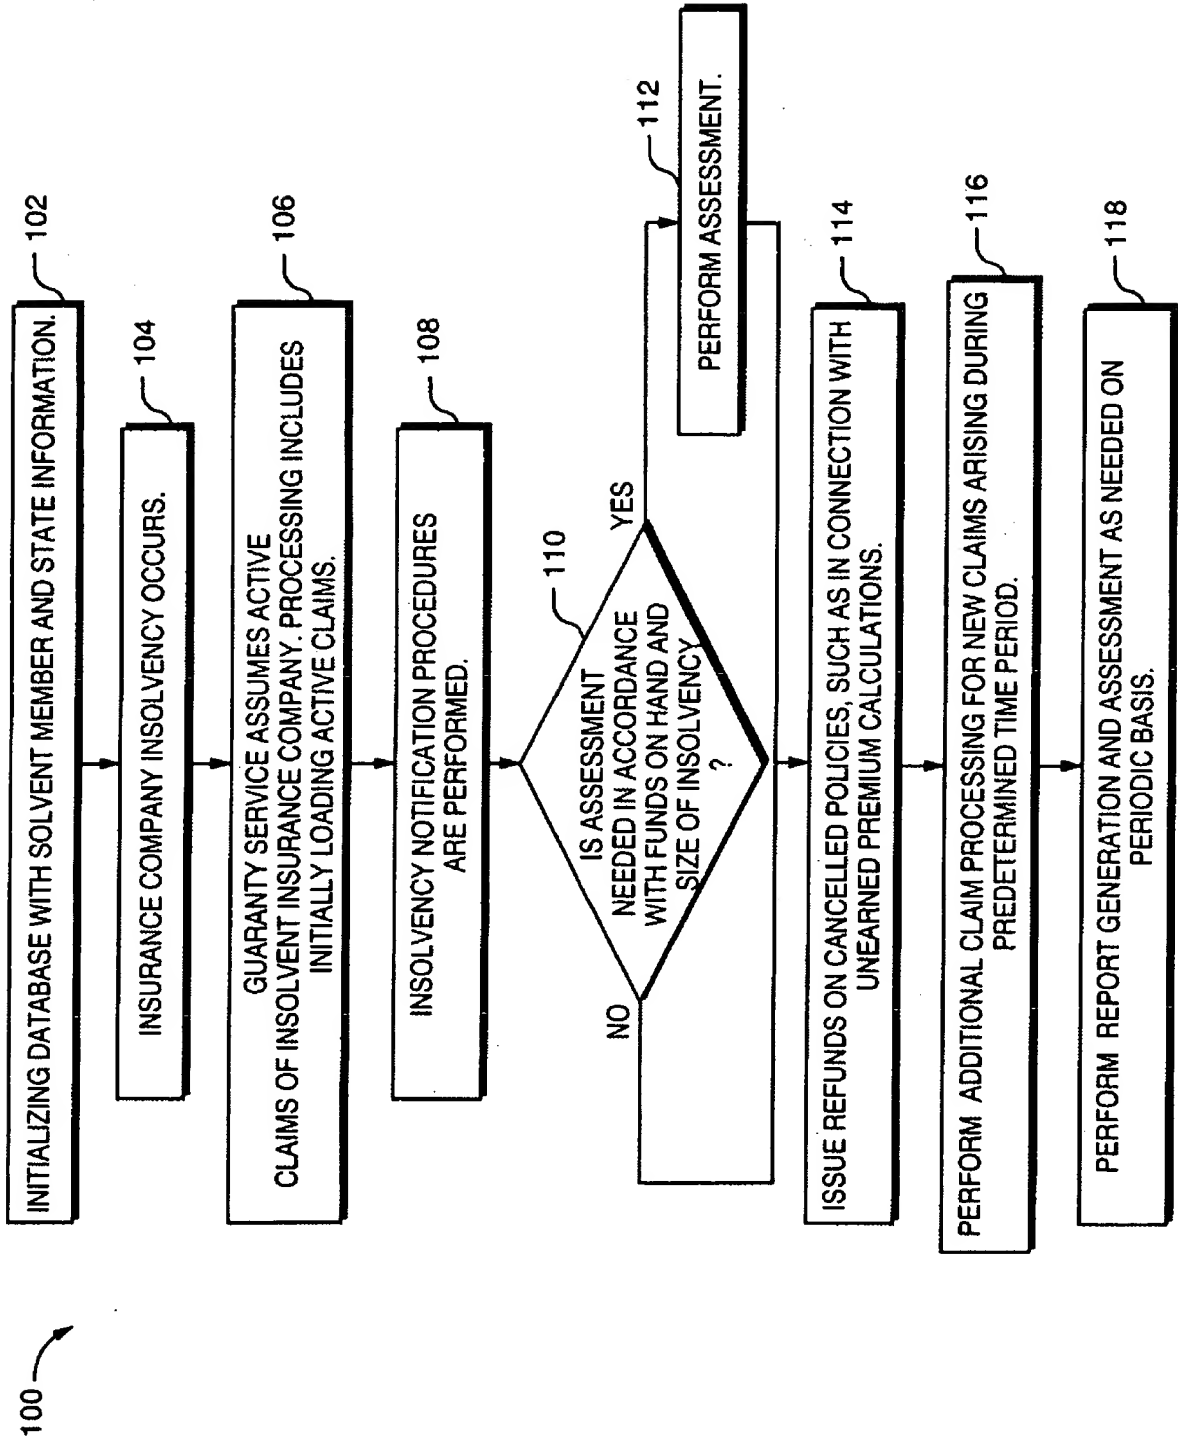 100
INITIALIZING DATABASE WITH SOLVENT MEMBER AND STATE INFORMATION.
102
INSURANCE COMPANY INSOLVENCY OCCURS.
104
GUARANTY SERVICE ASSUMES ACTIVE
CLAIMS OF INSOLVENT INSURANCE COMPANY. PROCESSING INCLUDES
INITIALLY LOADING ACTIVE CLAIMS.
106
INSOLVENCY NOTIFICATION PROCEDURES
ARE PERFORMED.
108
IS ASSESSMENT
NEEDED IN ACCORDANCE
WITH FUNDS ON HAND AND
SIZE OF INSOLVENCY
?
110
NO
YES
PERFORM ASSESSMENT.
112
ISSUE REFUNDS ON CANCELLED POLICIES, SUCH AS IN CONNECTION WITH
UNEARNED PREMIUM CALCULATIONS.
114
PERFORM ADDITIONAL CLAIM PROCESSING FOR NEW CLAIMS ARISING DURING
PREDETERMINED TIME PERIOD.
116
PERFORM REPORT GENERATION AND ASSESSMENT AS NEEDED ON
PERIODIC BASIS.
118